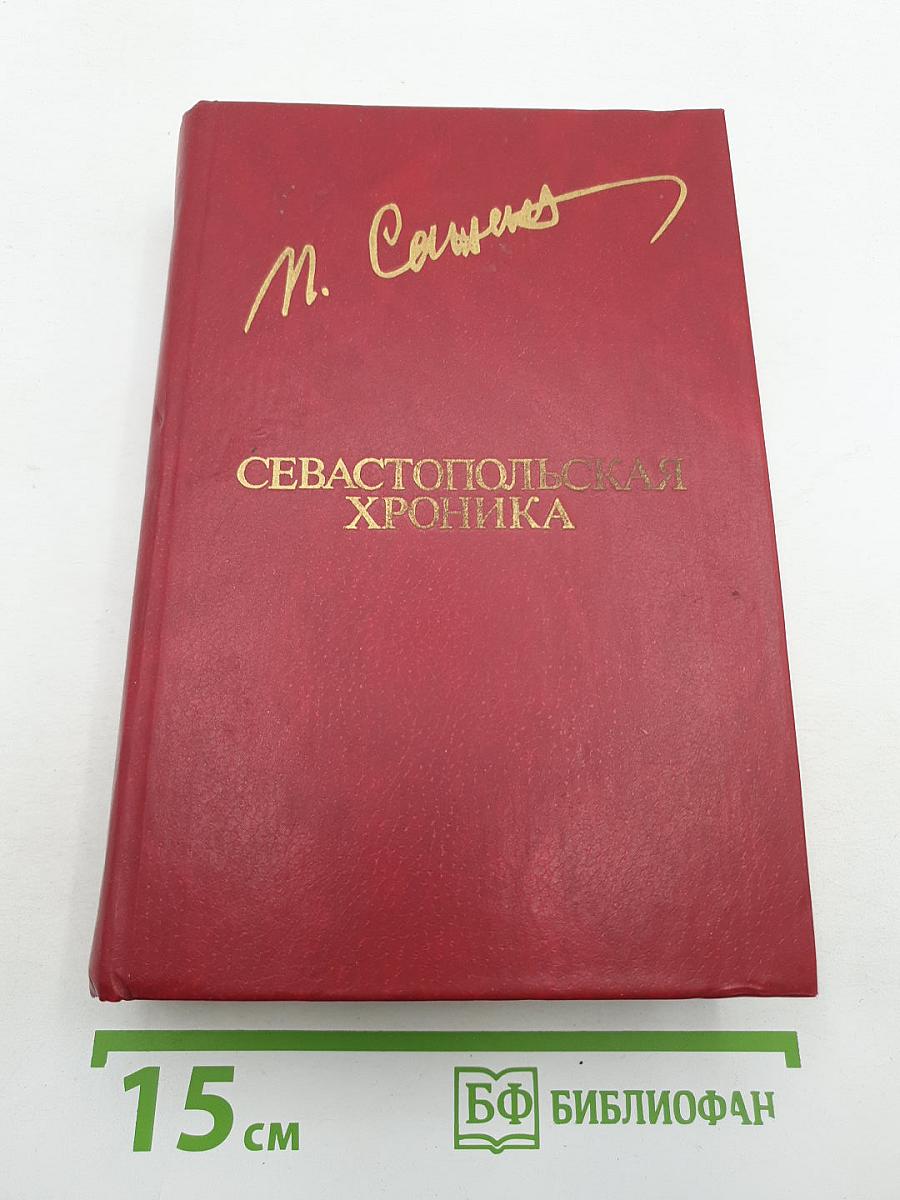 П. Сажин
СЕВАСТОПОЛЬСКАЯ
ХРОНИКА
15 см
БФ БИБЛИОФАН